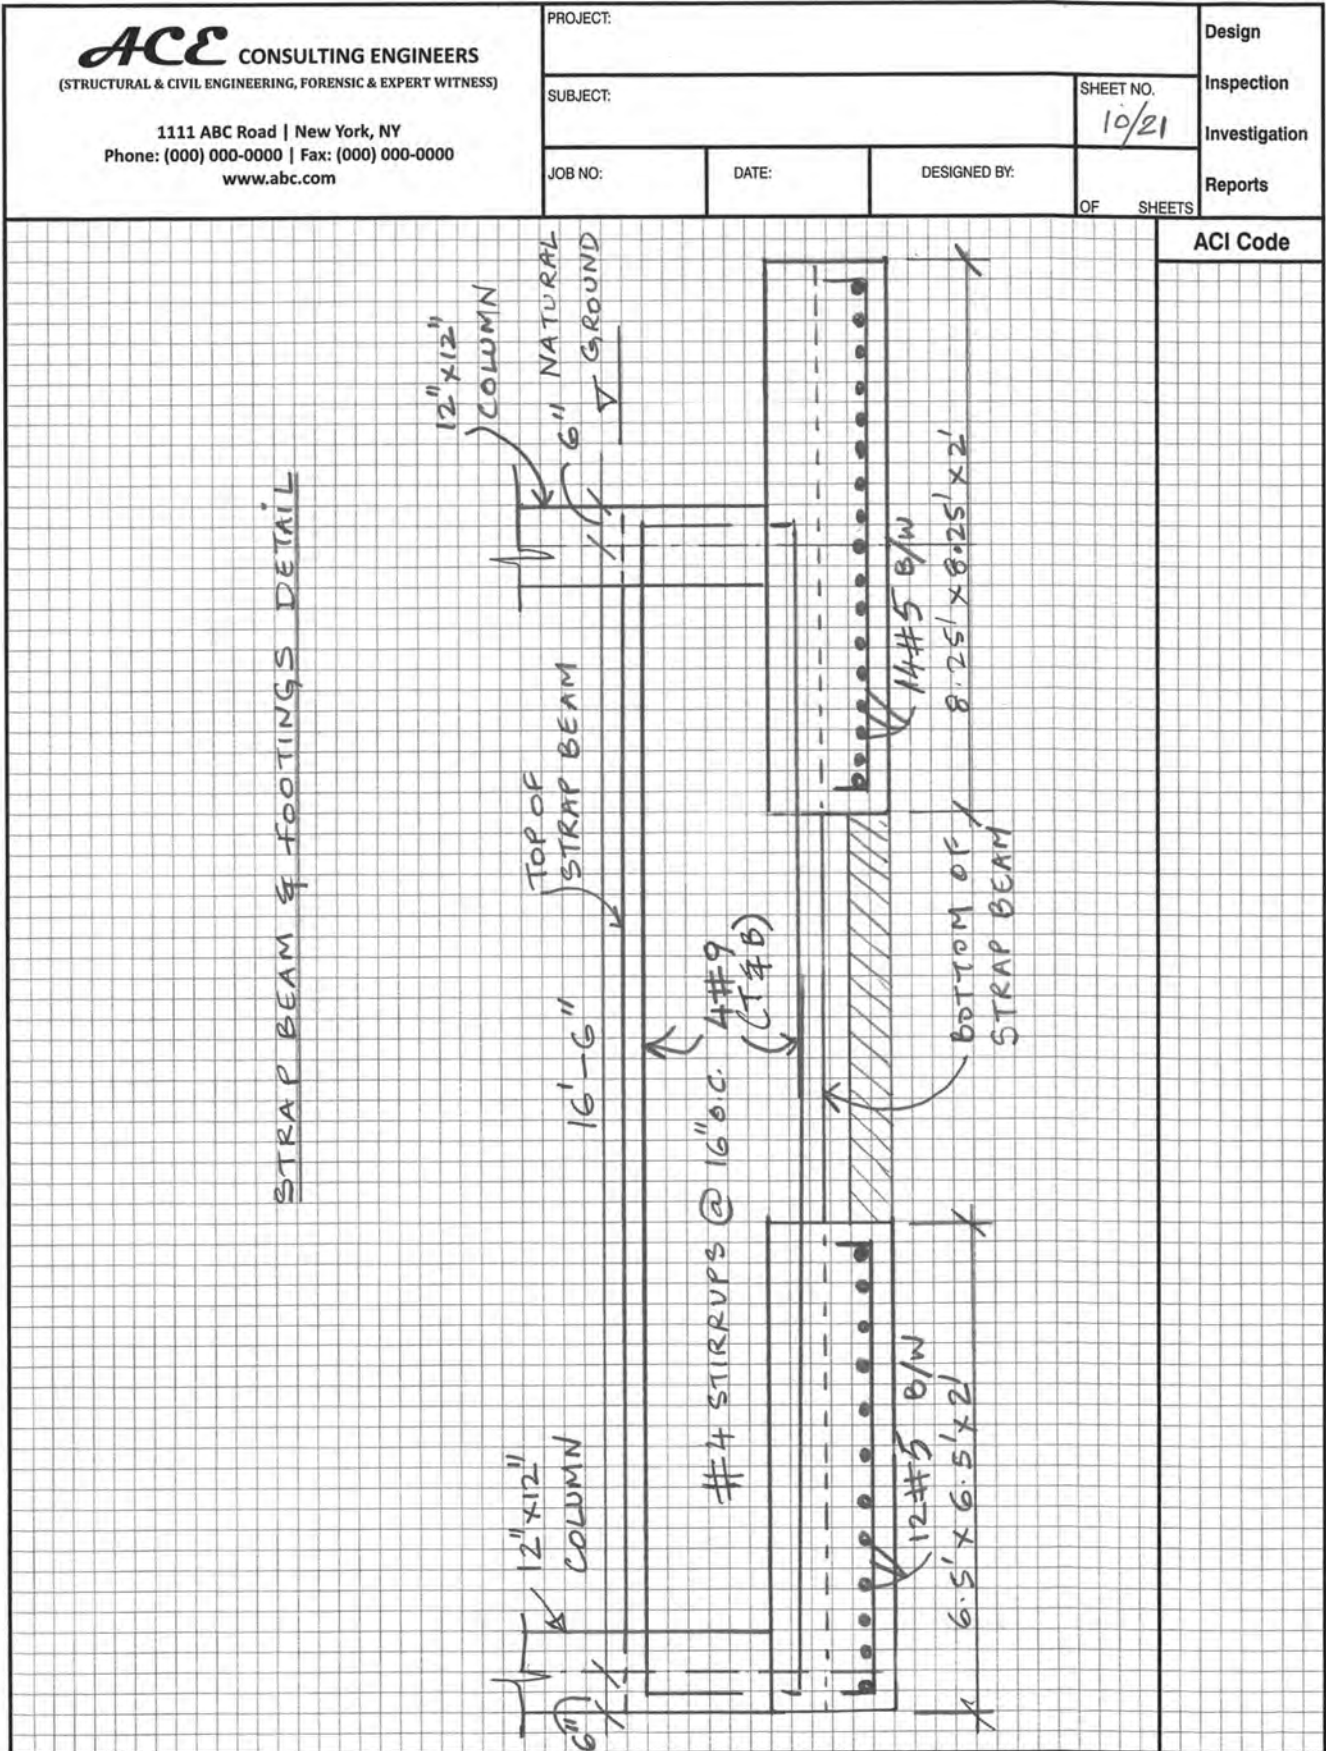 ACE CONSULTING ENGINEERS
(STRUCTURAL & CIVIL ENGINEERING, FORENSIC & EXPERT WITNESS)
1111 ABC Road | New York, NY
Phone: (000) 000-0000 | Fax: (000) 000-0000
www.abc.com
PROJECT:
SUBJECT:
SHEET NO.
10/21
JOB NO:
DATE:
DESIGNED BY:
OF SHEETS
Design
Inspection
Investigation
Reports
ACI Code
STRAP BEAM & FOOTINGS DETAIL
12"X12"
COLUMN
6"
16'-6"
TOP OF
STRAP BEAM
12"X12"
COLUMN
6"
NATURAL
GROUND
#4 STIRRUPS @ 16" O.C.
4#9
(T&B)
12#5 B/W
6.5' X 6.5' X 2'
BOTTOM OF
STRAP BEAM
14#5 B/W
8.25' X 8.25' X 2'